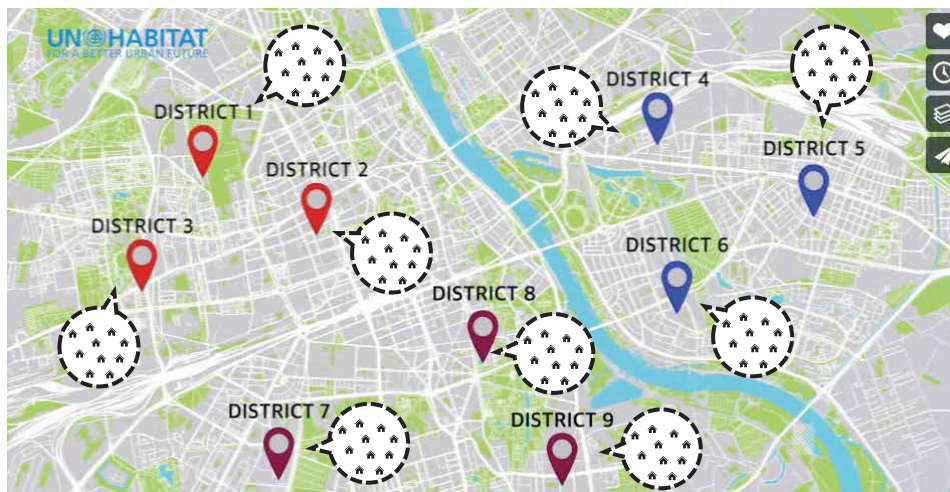 UN HABITAT
FOR A BETTER URBAN FUTURE
DISTRICT 1
DISTRICT 2
DISTRICT 3
DISTRICT 4
DISTRICT 5
DISTRICT 6
DISTRICT 8
DISTRICT 7
DISTRICT 9